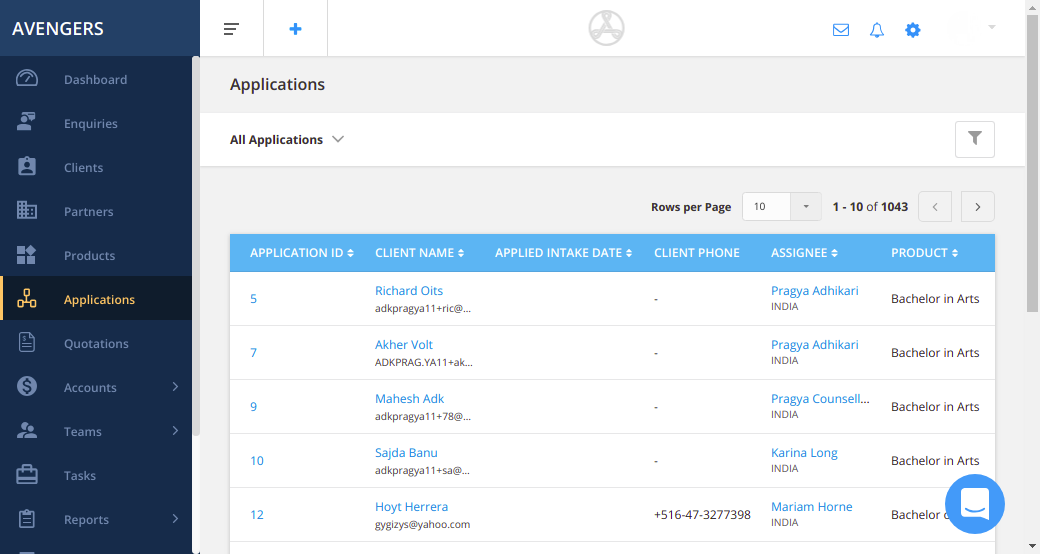 AVENGERS
Dashboard
Enquiries
Clients
Partners
Products
Applications
Quotations
Accounts
Teams
Tasks
Reports
Applications
All Applications
Rows per Page 10 1 - 10 of 1043
APPLICATION ID CLIENT NAME APPLIED INTAKE DATE CLIENT PHONE ASSIGNEE PRODUCT
5 Richard Oits - Pragya Adhikari Bachelor in Arts
adkpragya11+ric@... INDIA
7 Akher Volt - Pragya Adhikari Bachelor in Arts
ADKPRAG.YA11+ak... INDIA
9 Mahesh Adk - Pragya Counsell... Bachelor in Arts
adkpragya11+78@... INDIA
10 Sajda Banu - Karina Long Bachelor in Arts
adkpragya11+sa@... INDIA
12 Hoyt Herrera +516-47-3277398 Mariam Horne Bachelor
gygizys@yahoo.com INDIA